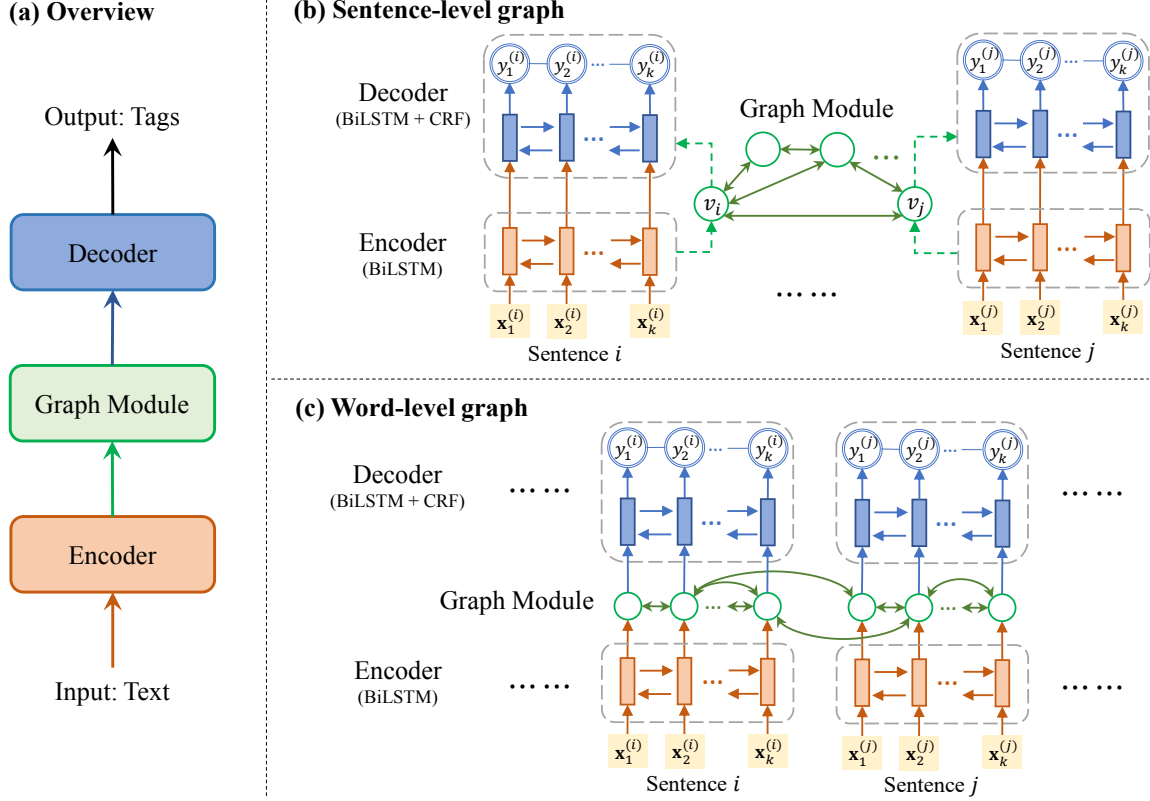 (a) Overview
Output: Tags
Decoder
Graph Module
Encoder
Input: Text
(b) Sentence-level graph
y₁⁽ⁱ⁾ y₂⁽ⁱ⁾ ... yₖ⁽ⁱ⁾
y₁⁽ʲ⁾ y₂⁽ʲ⁾ ... yₖ⁽ʲ⁾
Decoder
(BiLSTM + CRF)
...
Graph Module
...
...
vᵢ
vⱼ
Encoder
(BiLSTM)
...
...
... ...
x₁⁽ⁱ⁾ x₂⁽ⁱ⁾ xₖ⁽ⁱ⁾
x₁⁽ʲ⁾ x₂⁽ʲ⁾ xₖ⁽ʲ⁾
Sentence i
Sentence j
(c) Word-level graph
y₁⁽ⁱ⁾ y₂⁽ⁱ⁾ ... yₖ⁽ⁱ⁾
y₁⁽ʲ⁾ y₂⁽ʲ⁾ ... yₖ⁽ʲ⁾
Decoder
(BiLSTM + CRF)
... ...
...
...
... ...
Graph Module
...
...
Encoder
(BiLSTM)
... ...
...
...
... ...
x₁⁽ⁱ⁾ x₂⁽ⁱ⁾ xₖ⁽ⁱ⁾
x₁⁽ʲ⁾ x₂⁽ʲ⁾ xₖ⁽ʲ⁾
Sentence i
Sentence j